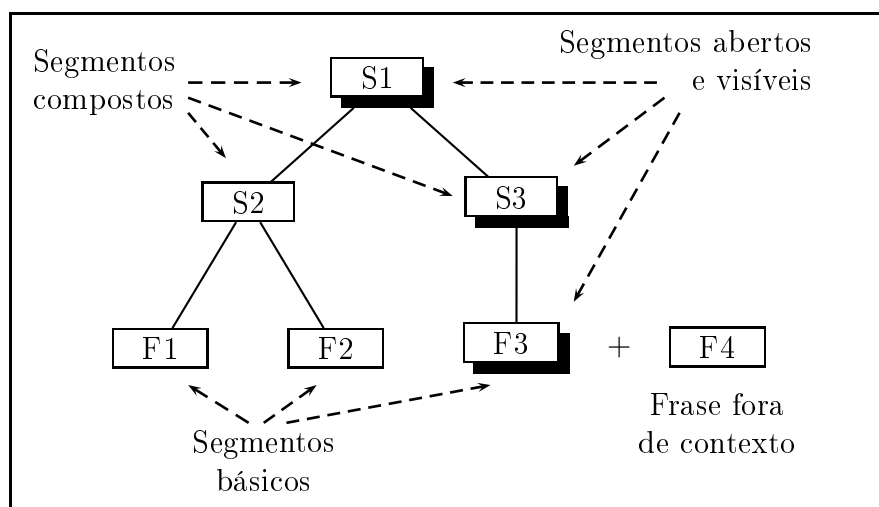 Segmentos
compostos
S1
Segmentos abertos
e visíveis
S2
S3
F1
F2
F3
+
F4
Segmentos
básicos
Frase fora
de contexto